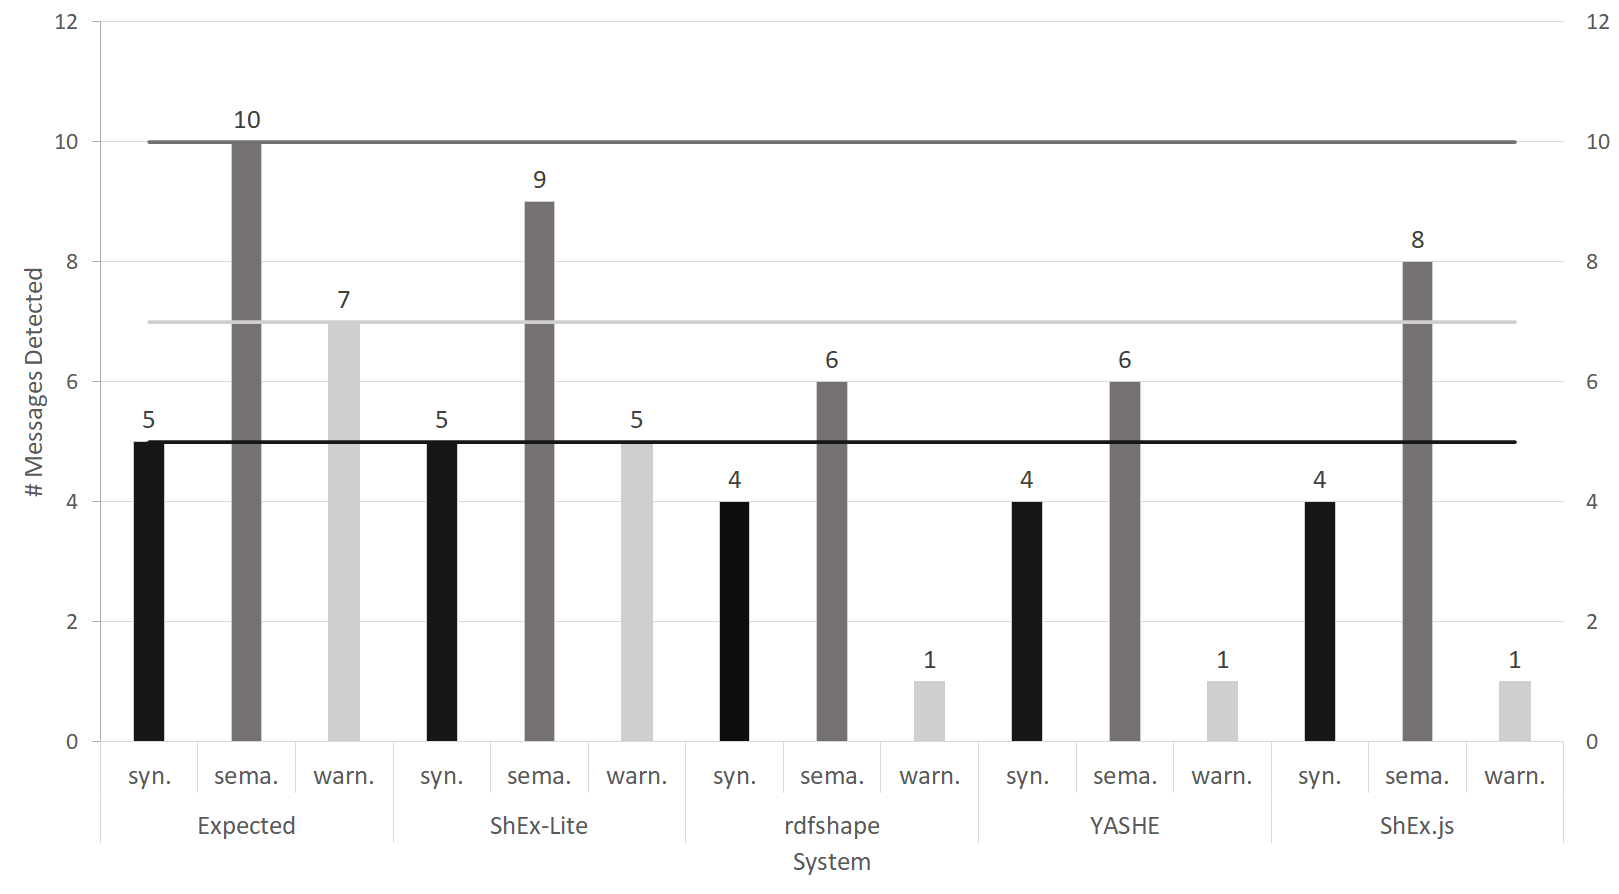 12 12
10
10 10
9
8 8
8
7
# Messages Detected
6 6
6 6
5 5 5
4 4 4
4 4
2 2
1 1 1
0 0
syn. sema. warn. syn. sema. warn. syn. sema. warn. syn. sema. warn. syn. sema. warn.
Expected ShEx-Lite rdfshape YASHE ShEx.js
System